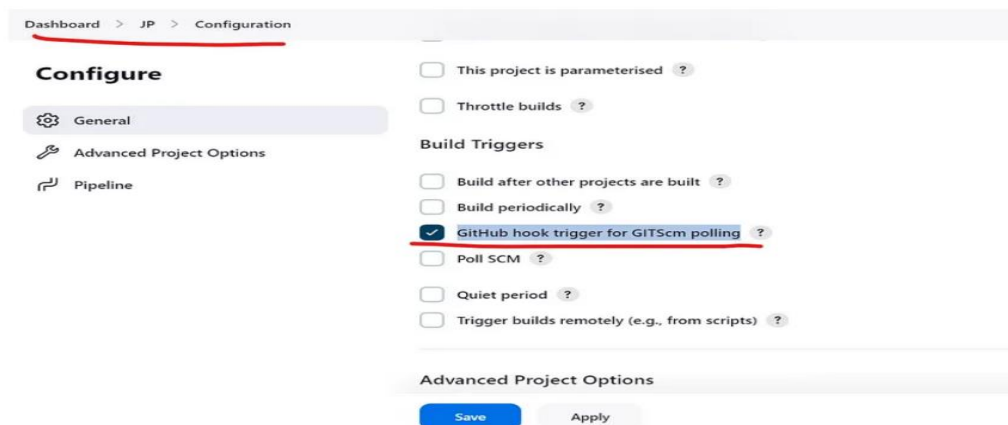 Dashboard > JP > Configuration
Configure
General
Advanced Project Options
Pipeline
This project is parameterised ?
Throttle builds ?
Build Triggers
Build after other projects are built ?
Build periodically ?
GitHub hook trigger for GITScm polling ?
Poll SCM ?
Quiet period ?
Trigger builds remotely (e.g., from scripts) ?
Advanced Project Options
Save Apply